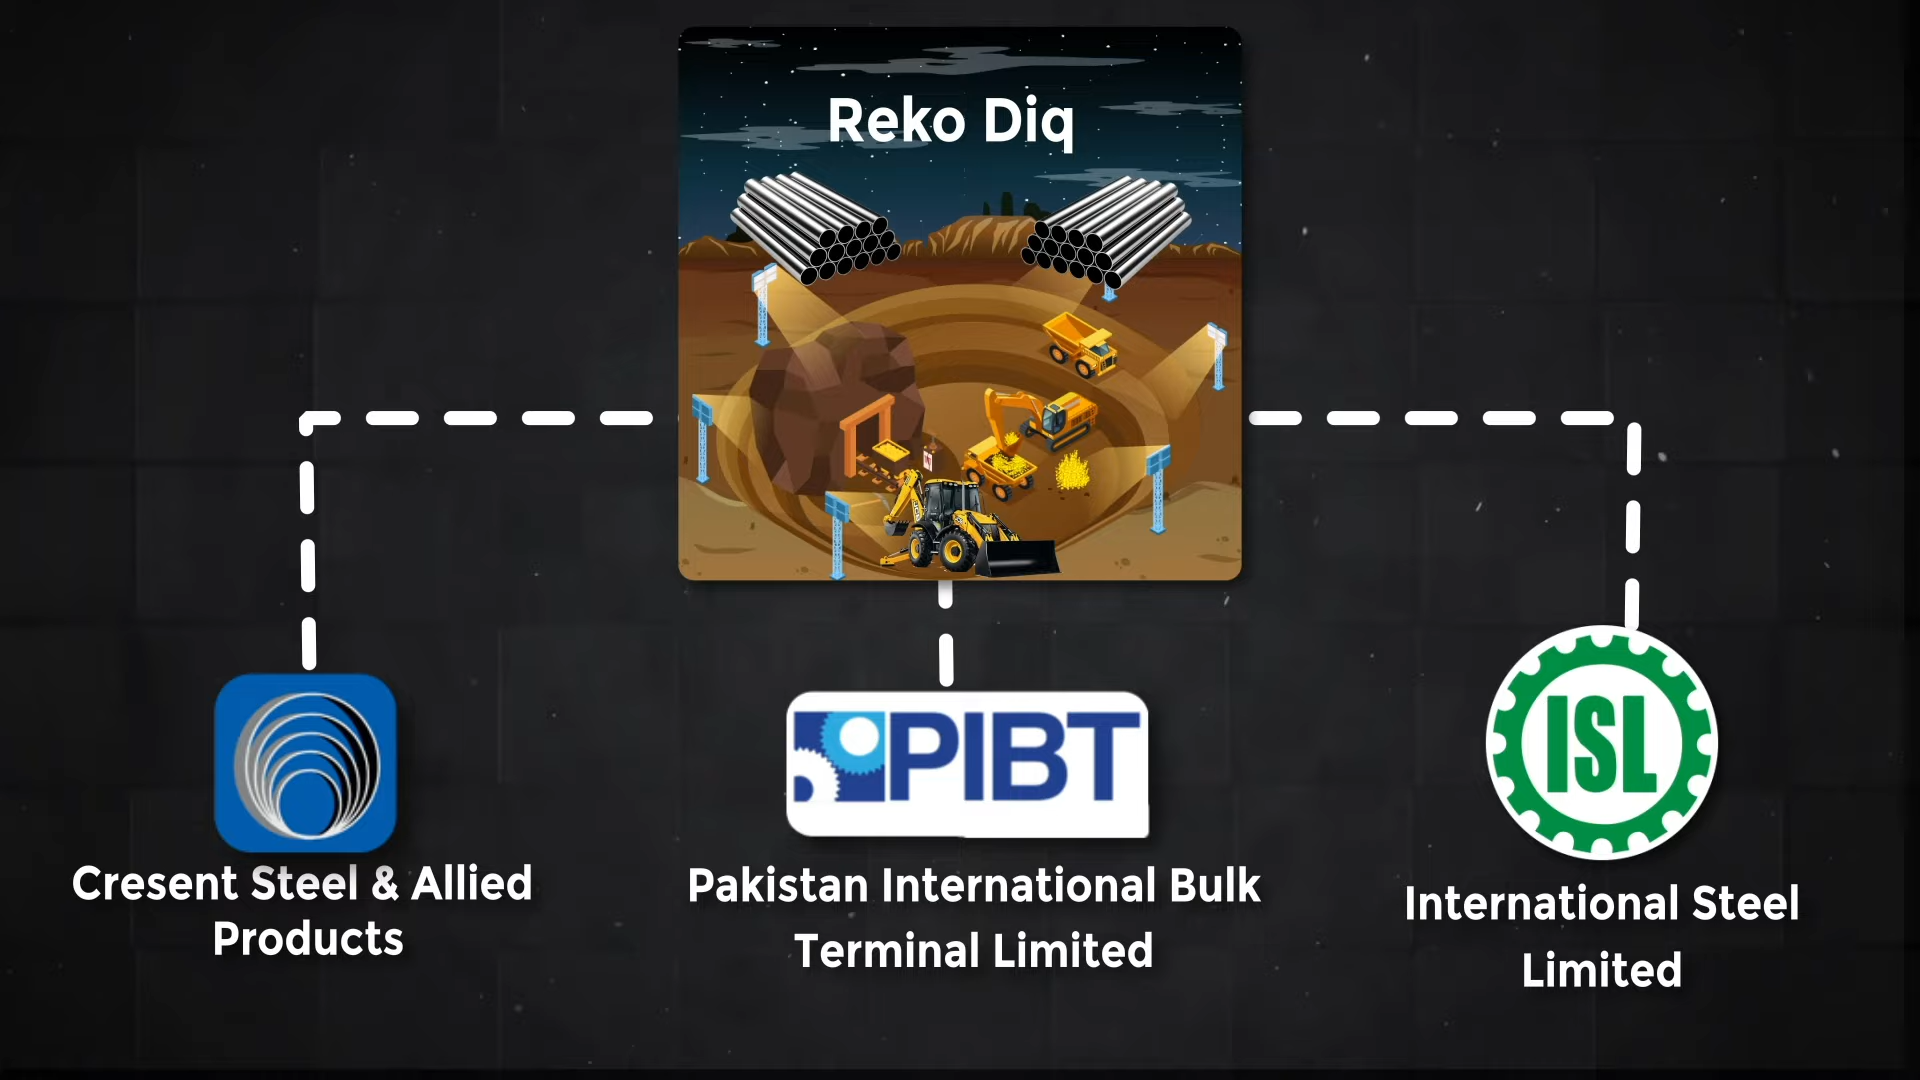 Reko Diq
PIBT
ISL
Cresent Steel & Allied
Products
Pakistan International Bulk
Terminal Limited
International Steel
Limited